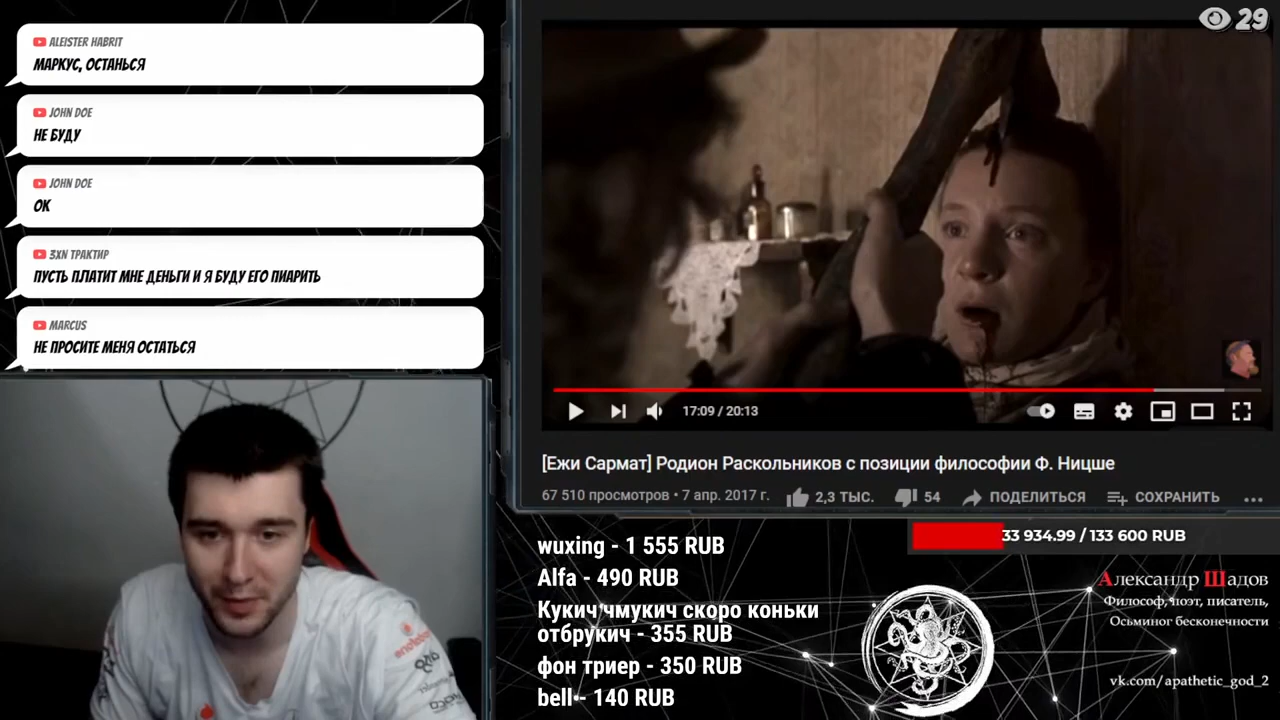 ALEISTER HABRIT
МАРКУС, ОСТАНЬСЯ
JOHN DOE
НЕ БУДУ
JOHN DOE
ОК
ЗХN ТРАКТИР
ПУСТЬ ПЛАТИТ МНЕ ДЕНЬГИ И Я БУДУ ЕГО ПИАРИТЬ
MARCUS
НЕ ПРОСИТЕ МЕНЯ ОСТАТЬСЯ
29
17:09 / 20:13
[Ежи Сармат] Родион Раскольников с позиции философии Ф. Ницше
67 510 просмотров • 7 апр. 2017 г.
2,3 ТЫС.
54
ПОДЕЛИТЬСЯ
СОХРАНИТЬ
33 934.99 / 133 600 RUB
wuxing - 1 555 RUB
Alfa - 490 RUB
Кукич чмукич скоро коньки
отбрукич - 355 RUB
фон триер - 350 RUB
bell - 140 RUB
Александр Шадов
Философ, поэт, писатель,
Осьминог бесконечности
vk.com/apathetic_god_2